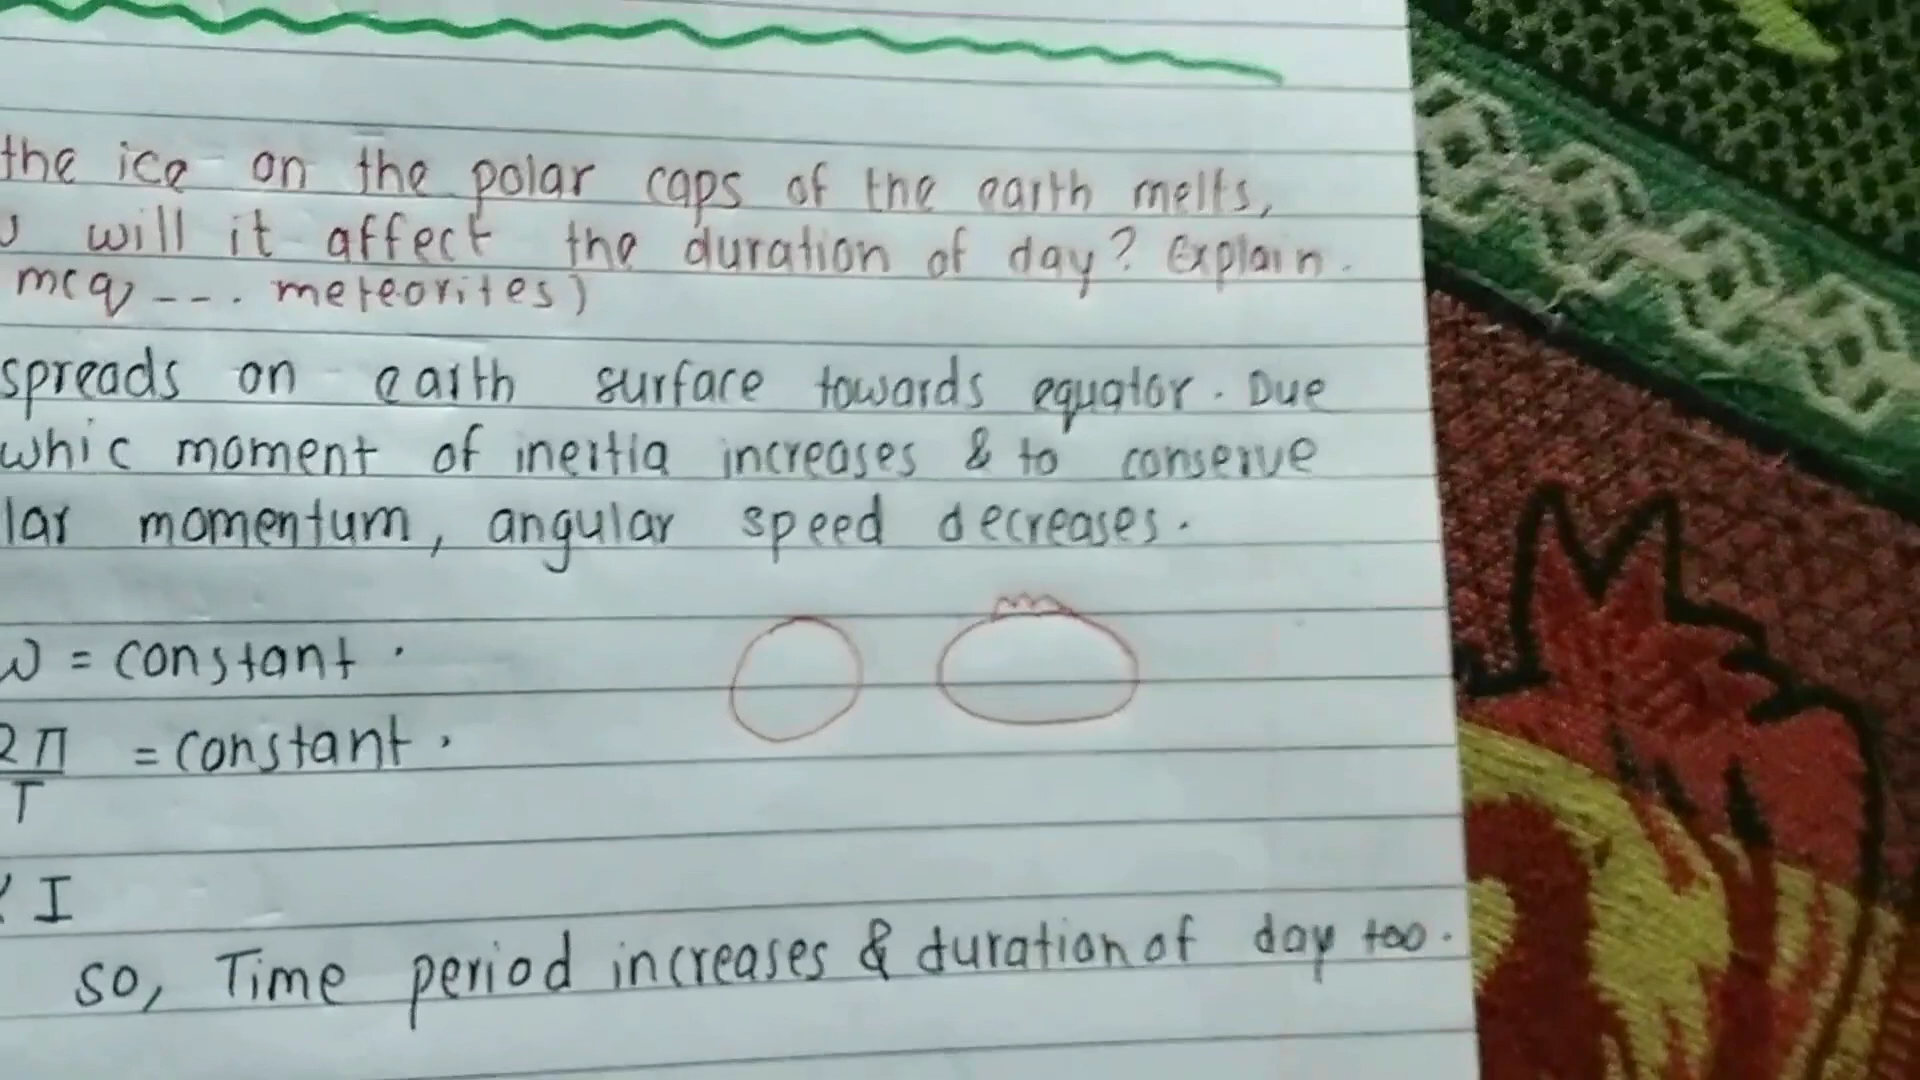 the ice on the polar caps of the earth melts,
will it affect the duration of day? Explain.
mcq ---. meteorites)
spreads on earth surface towards equator. Due
whic moment of inertia increases & to conserve
lar momentum, angular speed decreases.
ω = constant.
2π/T = constant.
I
so, Time period increases & duration of day too.